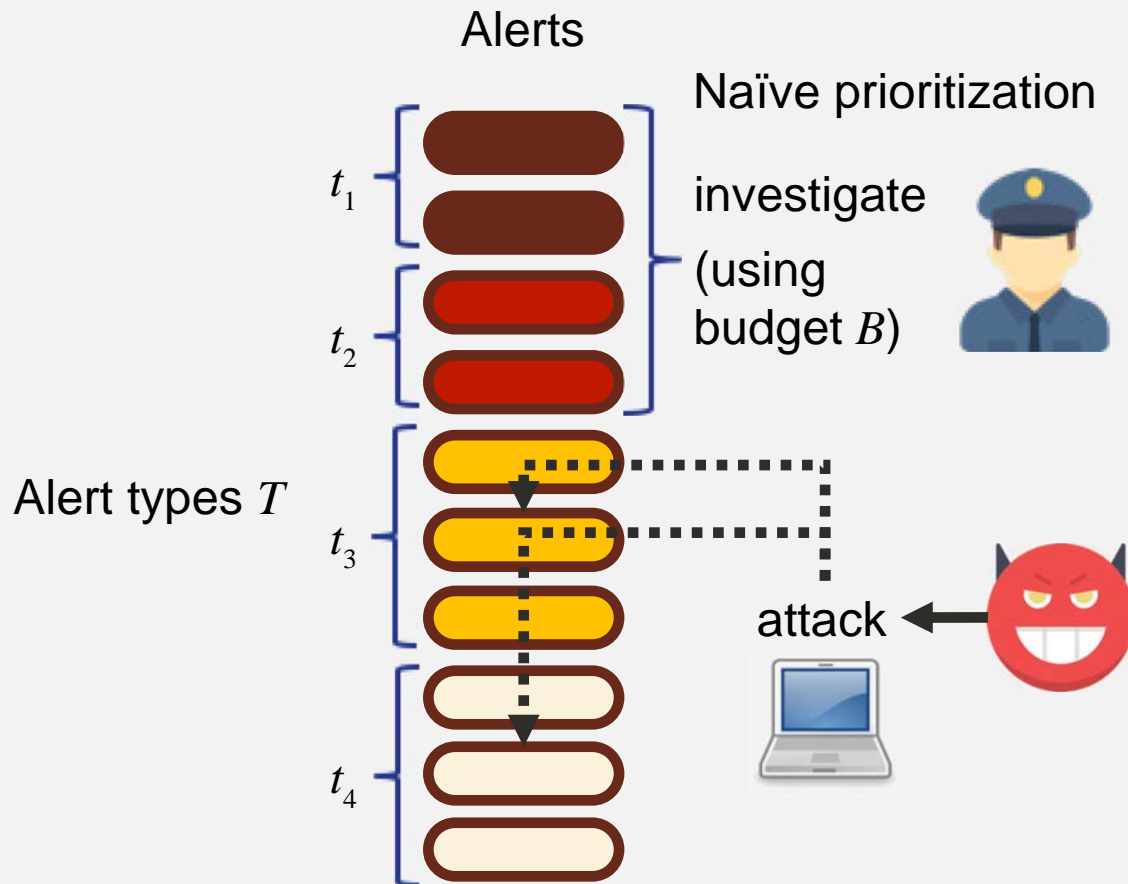 Alerts
Naïve prioritization
t1
investigate
(using
budget B)
t2
Alert types T
t3
attack
t4